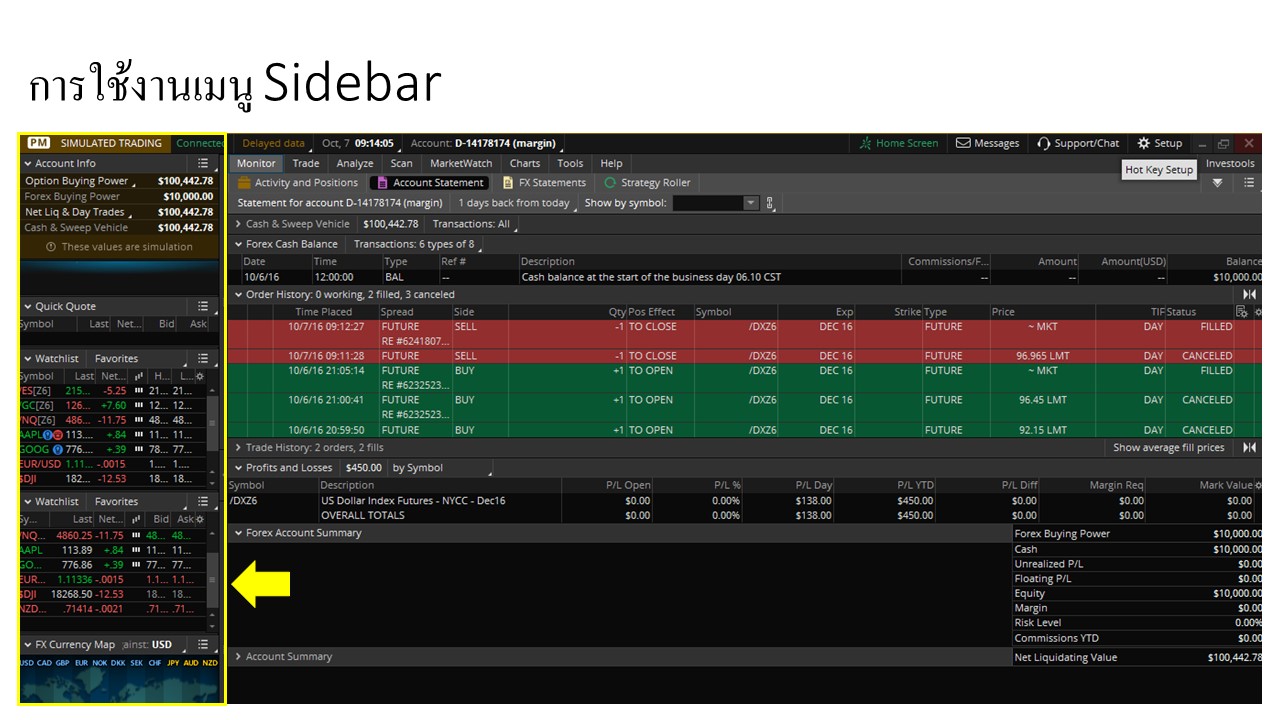 การใช้งานเมนู Sidebar
PM SIMULATED TRADING Connected Delayed data Oct, 7 09:14:05 Account: D-14178174 (margin) Home Screen Messages Support/Chat Setup
Account Info
Option Buying Power $100,442.78
Forex Buying Power $10,000.00
Net Liq & Day Trades $100,442.78
Cash & Sweep Vehicle $100,442.78
These values are simulation
Quick Quote
Symbol Last Net... Bid Ask
Watchlist Favorites
Symbol Last Net... H... L...
/ES[Z6] 215... -5.25 21... 21...
/GC[Z6] 126... +7.60 12... 12...
/NQ[Z6] 486... -11.75 48... 48...
AAPL 113.... +.84 11... 11...
GOOG 776.... +.39 78... 77...
EUR/USD 1.11... -.0015 1.... 1....
$DJI 182... -12.53 18... 18...
Watchlist Favorites
Sy... Last Net... Bid Ask
/NQ... 4860.25 -11.75 48... 48...
AAPL 113.89 +.84 11... 11...
GO... 776.86 +.39 77... 77...
EUR... 1.11336 -.0015 1.1... 1.1...
$DJI 18268.50 -12.53 18... 18...
NZD... .71414 -.0021 .71... .71...
FX Currency Map USD
USD CAD GBP EUR NOK DKK SEK CHF JPY AUD NZD
Monitor Trade Analyze Scan MarketWatch Charts Tools Help Hot Key Setup Investools
Activity and Positions Account Statement FX Statements Strategy Roller
Statement for account D-14178174 (margin) 1 days back from today Show by symbol:
Cash & Sweep Vehicle $100,442.78 Transactions: All
Forex Cash Balance Transactions: 6 types of 8
Date Time Type Ref # Description Commissions/F... Amount Amount(USD) Balance
10/6/16 12:00:00 BAL -- Cash balance at the start of the business day 06.10 CST -- -- -- $10,000.00
Order History: 0 working, 2 filled, 3 canceled
Time Placed Spread Side Qty Pos Effect Symbol Exp Strike Type Price TIF Status
10/7/16 09:12:27 FUTURE SELL -1 TO CLOSE /DXZ6 DEC 16 FUTURE ~ MKT DAY FILLED
RE #6241807...
10/7/16 09:11:28 FUTURE SELL -1 TO CLOSE /DXZ6 DEC 16 FUTURE 96.965 LMT DAY CANCELED
10/6/16 21:05:14 FUTURE BUY +1 TO OPEN /DXZ6 DEC 16 FUTURE ~ MKT DAY FILLED
RE #6232523...
10/6/16 21:00:41 FUTURE BUY +1 TO OPEN /DXZ6 DEC 16 FUTURE 96.45 LMT DAY CANCELED
RE #6232523...
10/6/16 20:59:50 FUTURE BUY +1 TO OPEN /DXZ6 DEC 16 FUTURE 92.15 LMT DAY CANCELED
Trade History: 2 orders, 2 fills Show average fill prices
Profits and Losses $450.00 by Symbol
Symbol Description P/L Open P/L % P/L Day P/L YTD P/L Diff Margin Req Mark Value
/DXZ6 US Dollar Index Futures - NYCC - Dec16 $0.00 0.00% $138.00 $450.00 $0.00 $0.00 $0.00
OVERALL TOTALS $0.00 0.00% $138.00 $450.00 $0.00 $0.00 $0.00
Forex Account Summary
Forex Buying Power $10,000.00
Cash $10,000.00
Unrealized P/L $0.00
Floating P/L $0.00
Equity $10,000.00
Margin $0.00
Risk Level 0.00%
Commissions YTD $0.00
Account Summary Net Liquidating Value $100,442.78